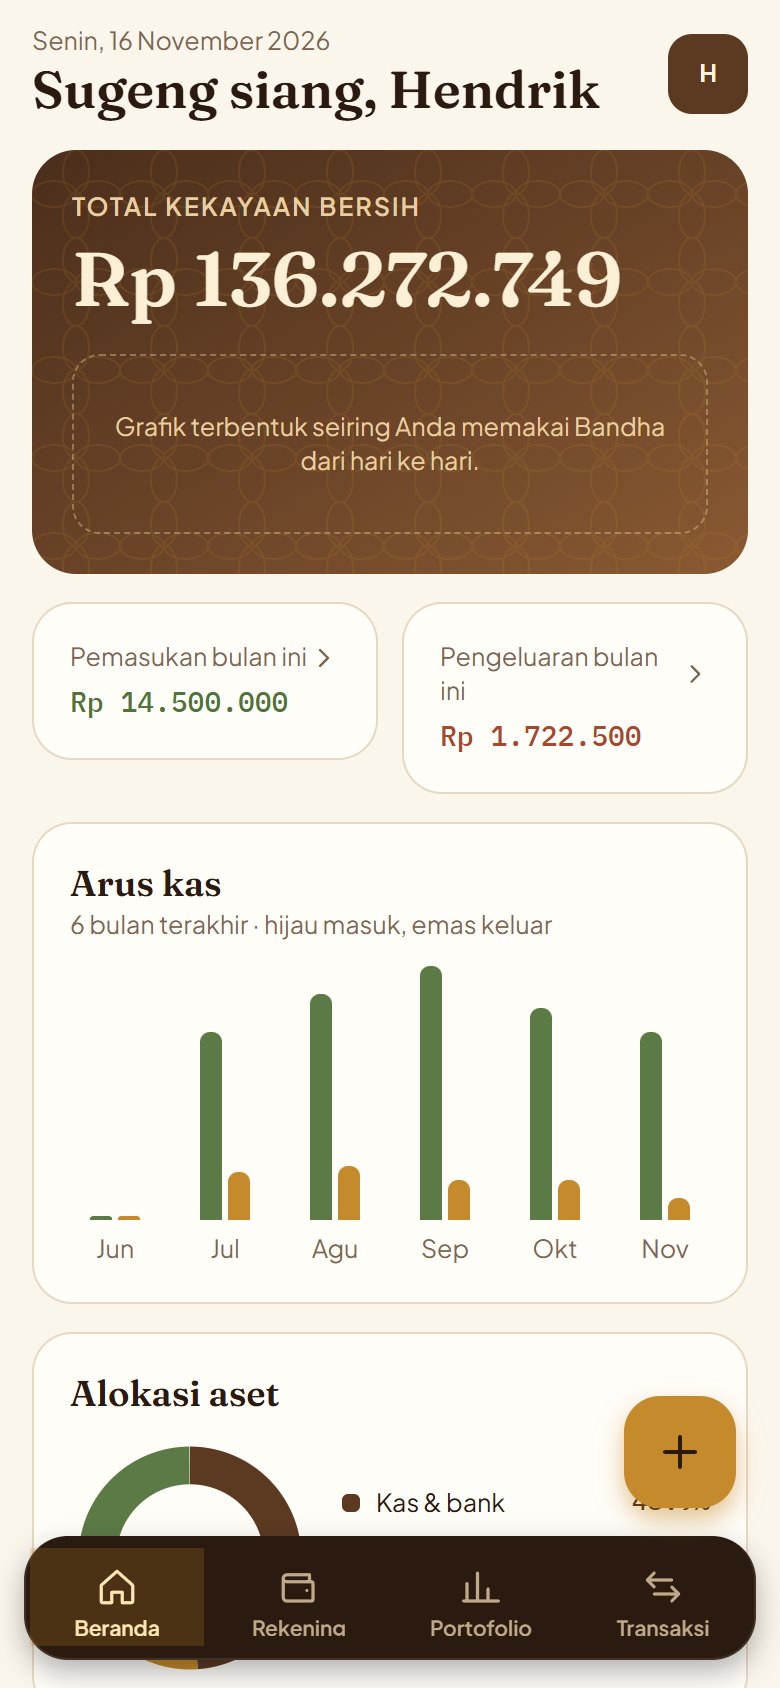 Senin, 16 November 2026
Sugeng siang, Hendrik
H
TOTAL KEKAYAAN BERSIH
Rp 136.272.749
Grafik terbentuk seiring Anda memakai Bandha
dari hari ke hari.
Pemasukan bulan ini
Rp 14.500.000
Pengeluaran bulan
ini
Rp 1.722.500
Arus kas
6 bulan terakhir · hijau masuk, emas keluar
Jun Jul Agu Sep Okt Nov
Alokasi aset
Kas & bank
Beranda Rekening Portofolio Transaksi